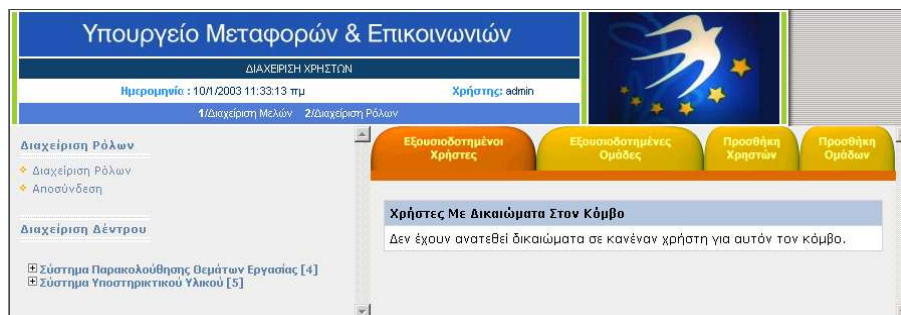 Υπουργείο Μεταφορών & Επικοινωνιών
ΔΙΑΧΕΙΡΙΣΗ ΧΡΗΣΤΩΝ
Ημερομηνία : 10/1/2003 11:33:13 πμ Χρήστης: admin
1/Διαχείριση Μελών 2/Διαχείριση Ρόλων
Διαχείριση Ρόλων
Διαχείριση Ρόλων
Αποσύνδεση
Διαχείριση Δέντρου
Σύστημα Παρακολούθησης Θεμάτων Εργασίας [4]
Σύστημα Υποστηρικτικού Υλικού [5]
Εξουσιοδοτημένοι
Χρήστες
Εξουσιοδοτημένες
Ομάδες
Προσθήκη
Χρηστών
Προσθήκη
Ομάδων
Χρήστες Με Δικαιώματα Στον Κόμβο
Δεν έχουν ανατεθεί δικαιώματα σε κανέναν χρήστη για αυτόν τον κόμβο.